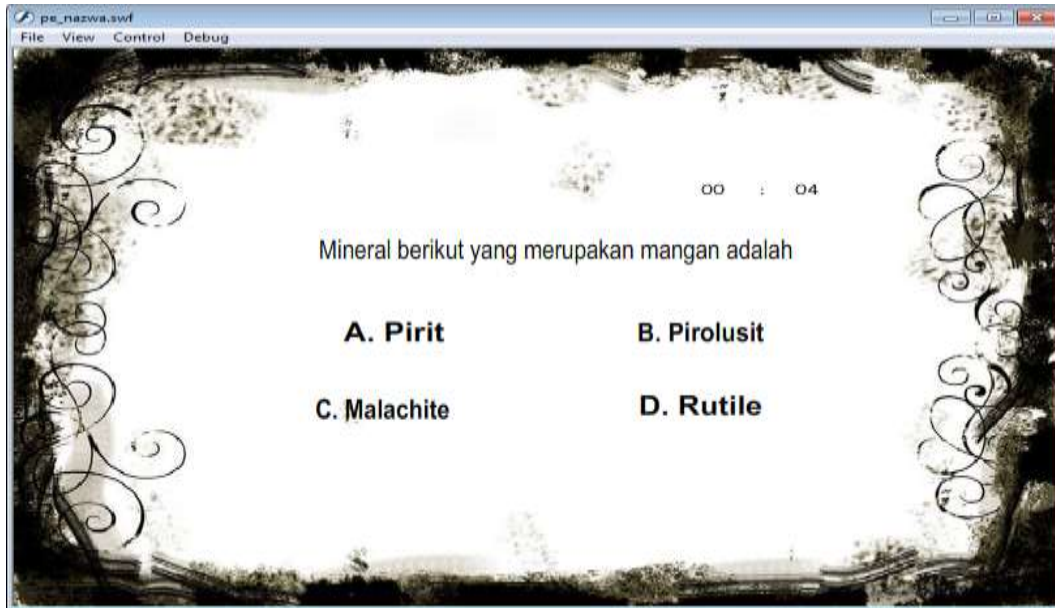 pe_nazwa.swf
File View Control Debug
00 : 04
Mineral berikut yang merupakan mangan adalah
A. Pirit
B. Pirolusit
C. Malachite
D. Rutile